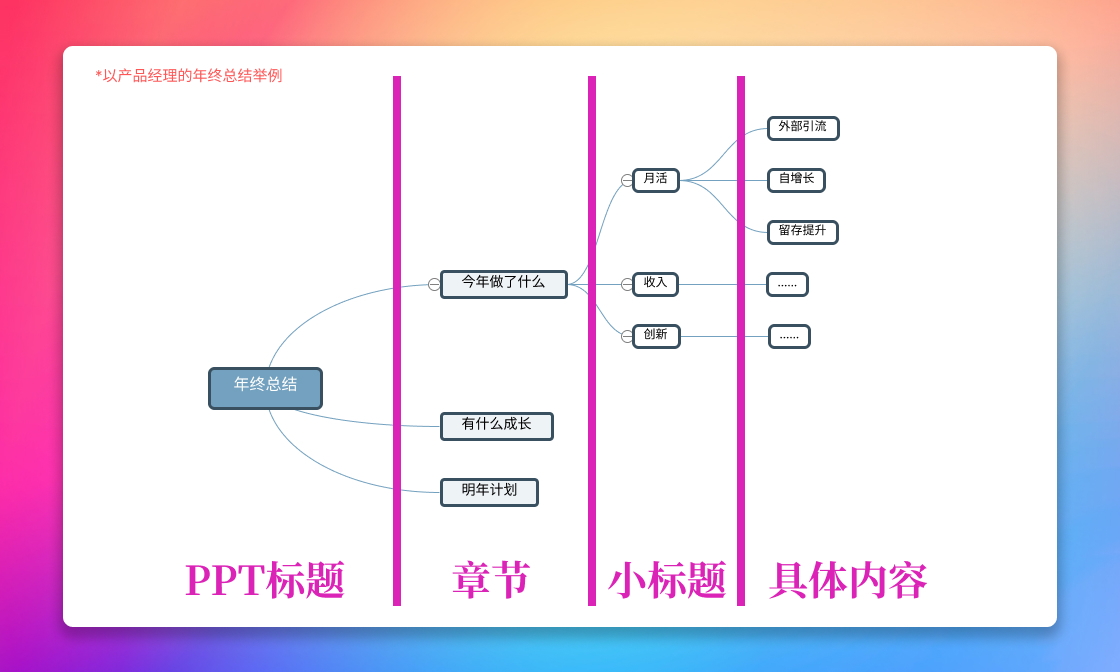 *以产品经理的年终总结举例
年终总结
今年做了什么
有什么成长
明年计划
月活
收入
创新
外部引流
自增长
留存提升
......
......
PPT标题
章节
小标题
具体内容